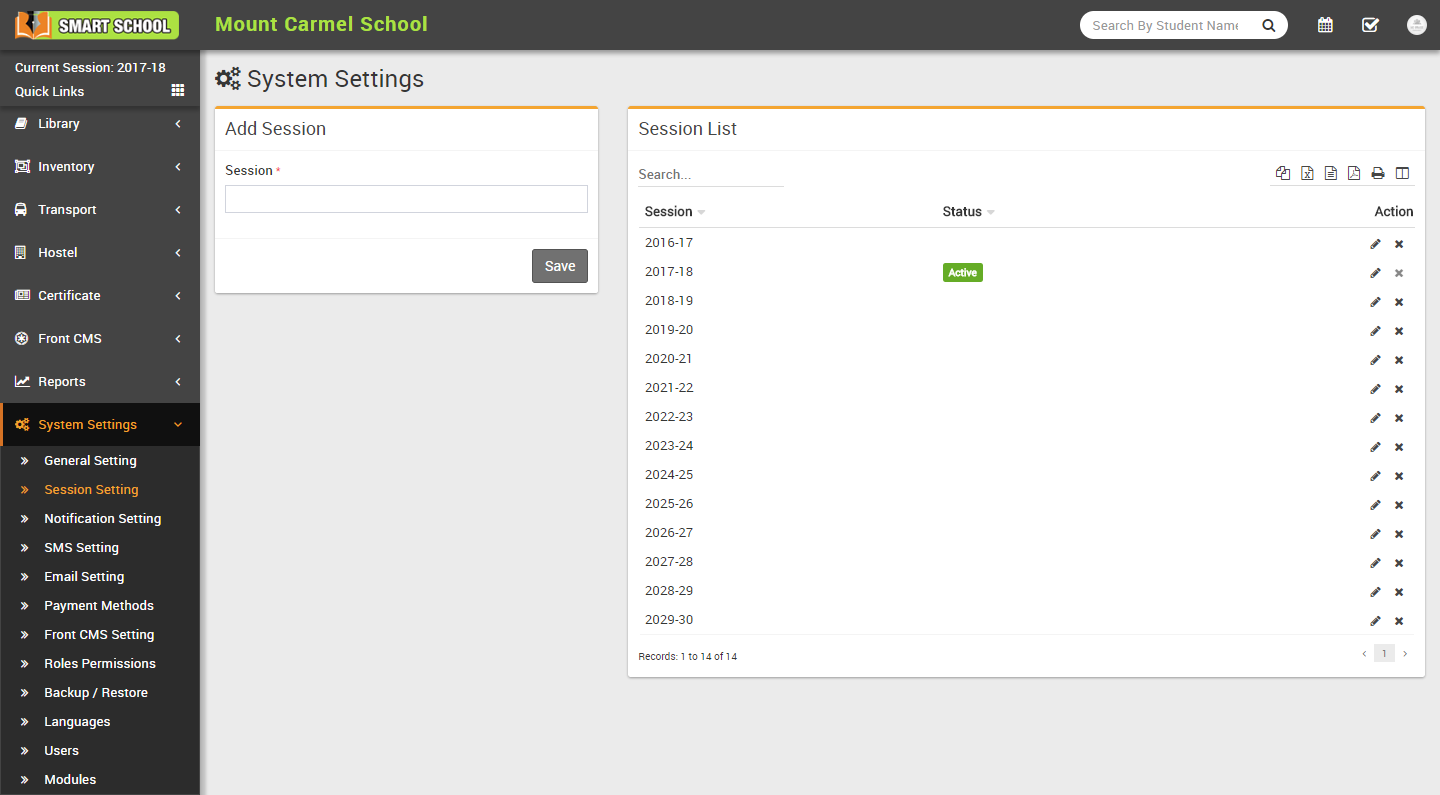 SMART SCHOOL
Mount Carmel School
Search By Student Name
Current Session: 2017-18
Quick Links
Library
Inventory
Transport
Hostel
Certificate
Front CMS
Reports
System Settings
General Setting
Session Setting
Notification Setting
SMS Setting
Email Setting
Payment Methods
Front CMS Setting
Roles Permissions
Backup / Restore
Languages
Users
Modules
System Settings
Add Session
Session *
Save
Session List
Search...
Session Status Action
2016-17
2017-18 Active
2018-19
2019-20
2020-21
2021-22
2022-23
2023-24
2024-25
2025-26
2026-27
2027-28
2028-29
2029-30
Records: 1 to 14 of 14
1